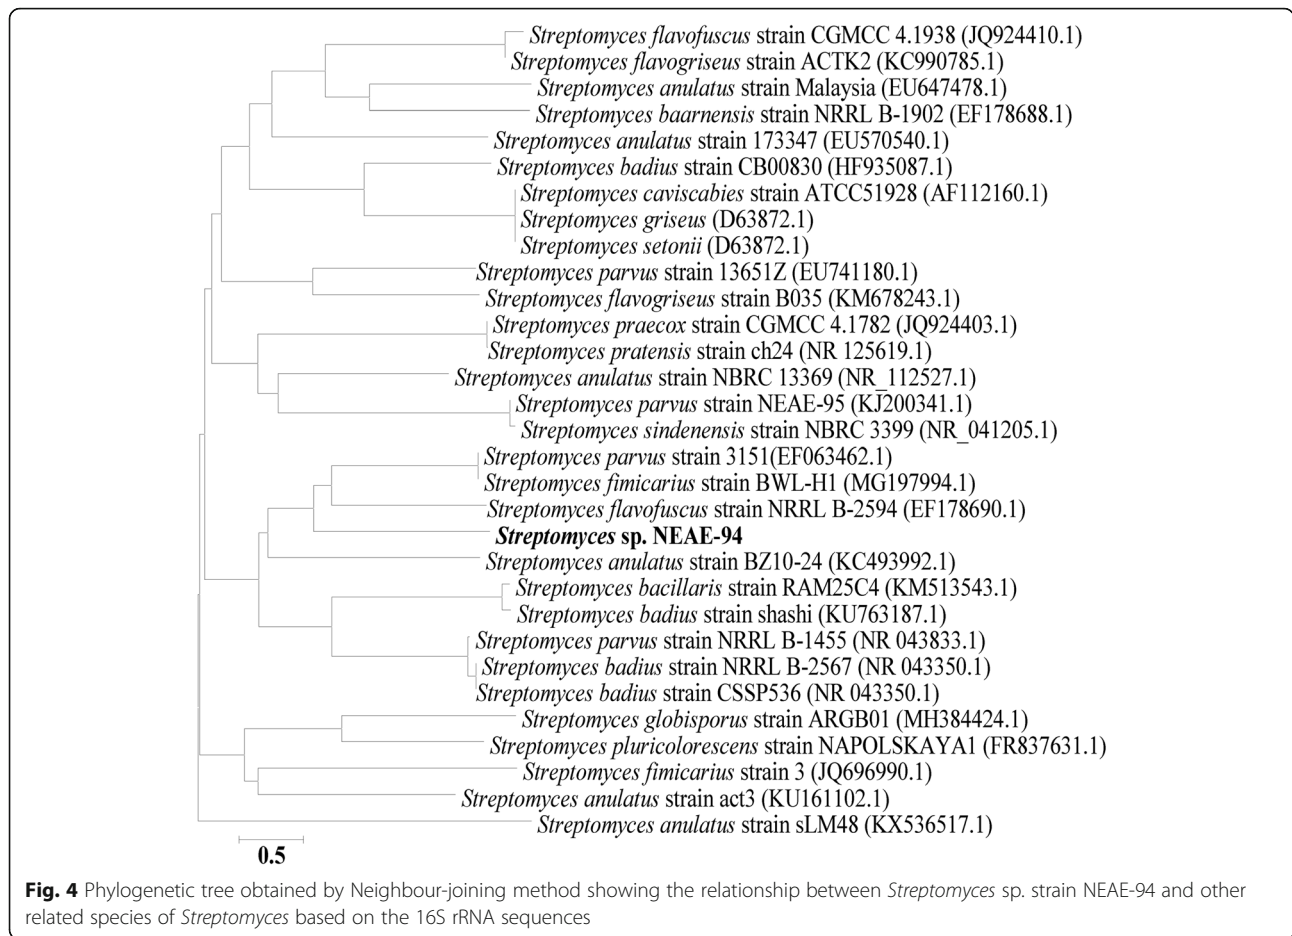 Streptomyces flavofuscus strain CGMCC 4.1938 (JQ924410.1)
Streptomyces flavogriseus strain ACTK2 (KC990785.1)
Streptomyces anulatus strain Malaysia (EU647478.1)
Streptomyces baarnensis strain NRRL B-1902 (EF178688.1)
Streptomyces anulatus strain 173347 (EU570540.1)
Streptomyces badius strain CB00830 (HF935087.1)
Streptomyces caviscabies strain ATCC51928 (AF112160.1)
Streptomyces griseus (D63872.1)
Streptomyces setonii (D63872.1)
Streptomyces parvus strain 13651Z (EU741180.1)
Streptomyces flavogriseus strain B035 (KM678243.1)
Streptomyces praecox strain CGMCC 4.1782 (JQ924403.1)
Streptomyces pratensis strain ch24 (NR 125619.1)
Streptomyces anulatus strain NBRC 13369 (NR_112527.1)
Streptomyces parvus strain NEAE-95 (KJ200341.1)
Streptomyces sindenensis strain NBRC 3399 (NR_041205.1)
Streptomyces parvus strain 3151(EF063462.1)
Streptomyces fimicarius strain BWL-H1 (MG197994.1)
Streptomyces flavofuscus strain NRRL B-2594 (EF178690.1)
Streptomyces sp. NEAE-94
Streptomyces anulatus strain BZ10-24 (KC493992.1)
Streptomyces bacillaris strain RAM25C4 (KM513543.1)
Streptomyces badius strain shashi (KU763187.1)
Streptomyces parvus strain NRRL B-1455 (NR 043833.1)
Streptomyces badius strain NRRL B-2567 (NR 043350.1)
Streptomyces badius strain CSSP536 (NR 043350.1)
Streptomyces globisporus strain ARGB01 (MH384424.1)
Streptomyces pluricolorescens strain NAPOLSKAYA1 (FR837631.1)
Streptomyces fimicarius strain 3 (JQ696990.1)
Streptomyces anulatus strain act3 (KU161102.1)
Streptomyces anulatus strain sLM48 (KX536517.1)
0.5
Fig. 4 Phylogenetic tree obtained by Neighbour-joining method showing the relationship between Streptomyces sp. strain NEAE-94 and other
related species of Streptomyces based on the 16S rRNA sequences